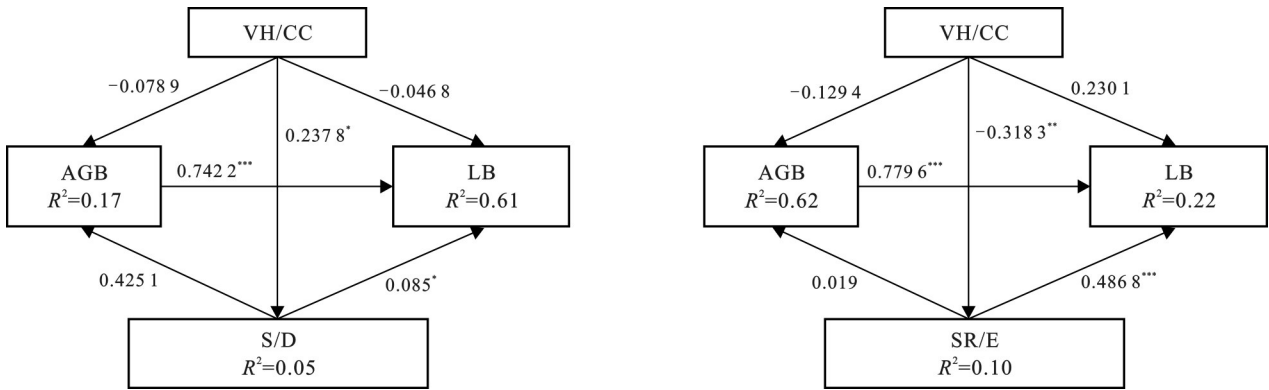 VH/CC
−0.078 9
−0.046 8
0.237 8*
AGB
R²=0.17
0.742 2***
LB
R²=0.61
0.425 1
0.085*
S/D
R²=0.05
VH/CC
−0.129 4
0.230 1
−0.318 3**
AGB
R²=0.62
0.779 6***
LB
R²=0.22
0.019
0.486 8***
SR/E
R²=0.10